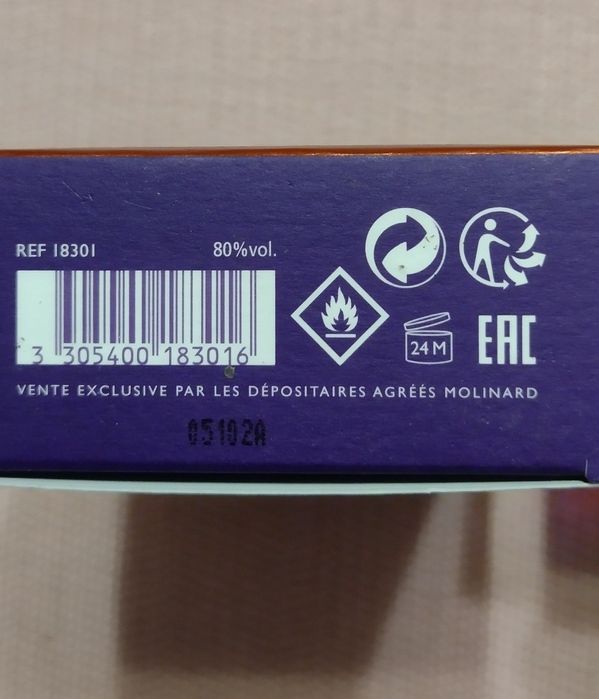 REF 18301 80%vol.
3 305400 183016
24 M
EAC
VENTE EXCLUSIVE PAR LES DÉPOSITAIRES AGRÉÉS MOLINARD
05102A